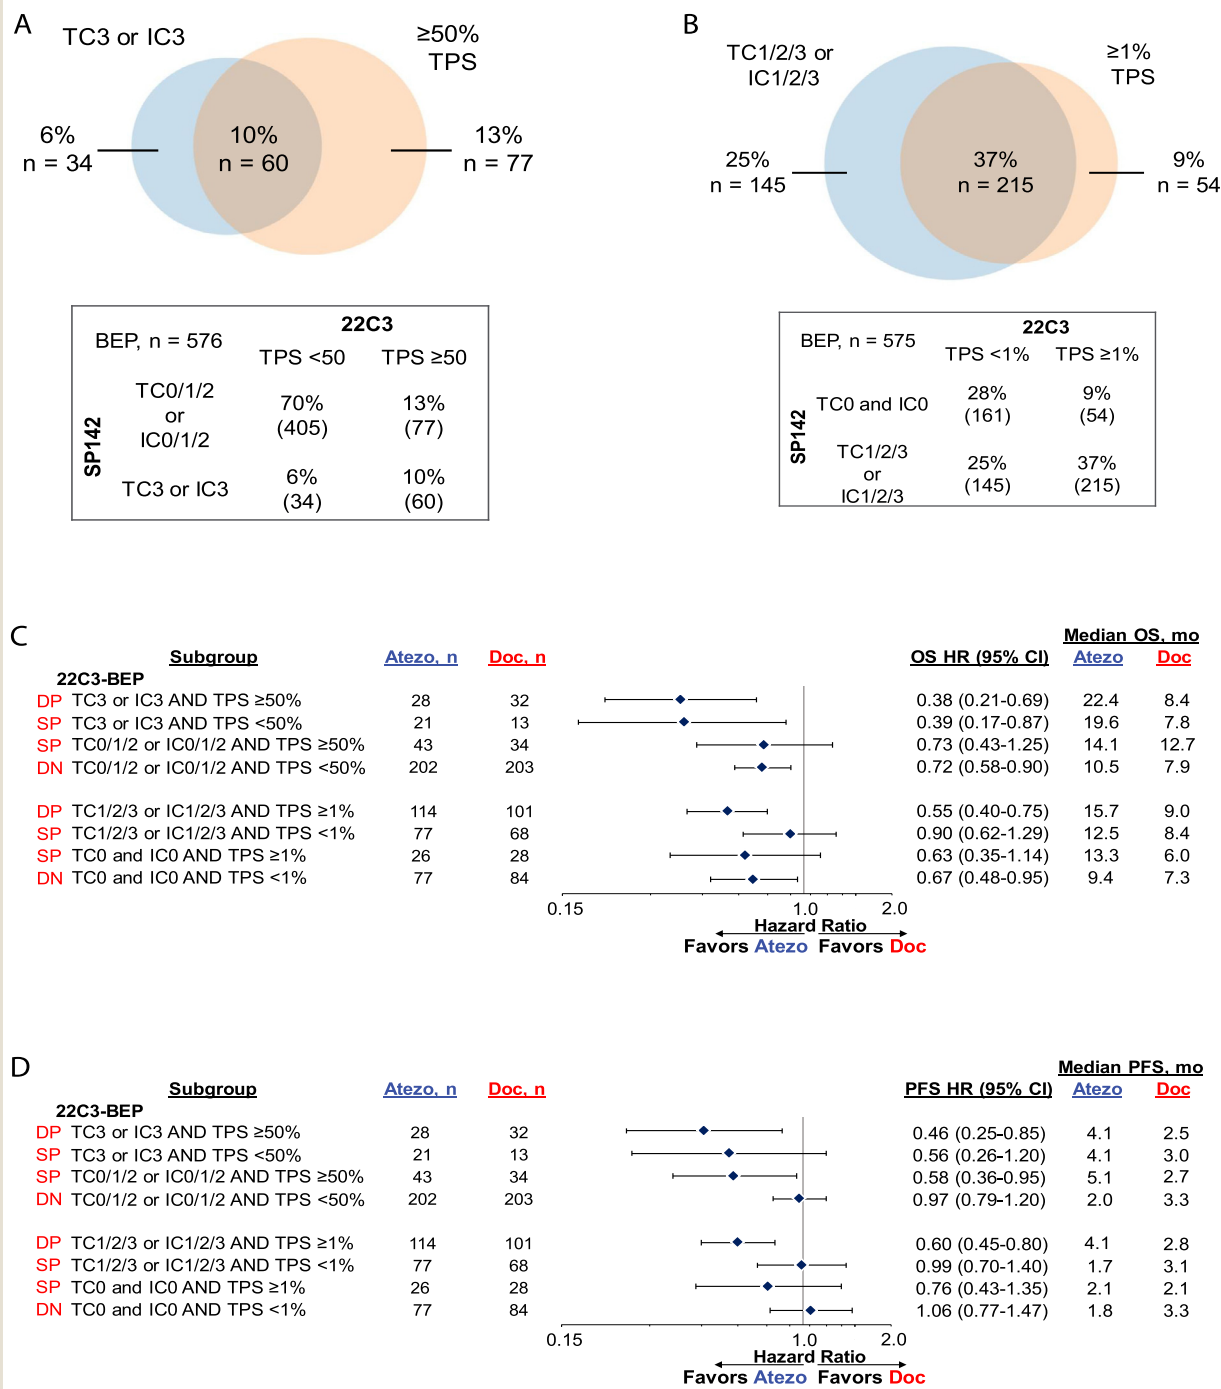 A
TC3 or IC3
≥50%
TPS
6%
n = 34
10%
n = 60
13%
n = 77
B
TC1/2/3 or
IC1/2/3
≥1%
TPS
25%
n = 145
37%
n = 215
9%
n = 54
22C3
BEP, n = 576
TPS <50 TPS ≥50
SP142
TC0/1/2
or
IC0/1/2
70%
(405)
13%
(77)
TC3 or IC3
6%
(34)
10%
(60)
22C3
BEP, n = 575
TPS <1% TPS ≥1%
SP142
TC0 and IC0
28%
(161)
9%
(54)
TC1/2/3
or
IC1/2/3
25%
(145)
37%
(215)
C
Median OS, mo
Subgroup Atezo, n Doc, n OS HR (95% CI) Atezo Doc
22C3-BEP
DP TC3 or IC3 AND TPS ≥50% 28 32 0.38 (0.21-0.69) 22.4 8.4
SP TC3 or IC3 AND TPS <50% 21 13 0.39 (0.17-0.87) 19.6 7.8
SP TC0/1/2 or IC0/1/2 AND TPS ≥50% 43 34 0.73 (0.43-1.25) 14.1 12.7
DN TC0/1/2 or IC0/1/2 AND TPS <50% 202 203 0.72 (0.58-0.90) 10.5 7.9
DP TC1/2/3 or IC1/2/3 AND TPS ≥1% 114 101 0.55 (0.40-0.75) 15.7 9.0
SP TC1/2/3 or IC1/2/3 AND TPS <1% 77 68 0.90 (0.62-1.29) 12.5 8.4
SP TC0 and IC0 AND TPS ≥1% 26 28 0.63 (0.35-1.14) 13.3 6.0
DN TC0 and IC0 AND TPS <1% 77 84 0.67 (0.48-0.95) 9.4 7.3
0.15 1.0 2.0
Hazard Ratio
Favors Atezo Favors Doc
D
Median PFS, mo
Subgroup Atezo, n Doc, n PFS HR (95% CI) Atezo Doc
22C3-BEP
DP TC3 or IC3 AND TPS ≥50% 28 32 0.46 (0.25-0.85) 4.1 2.5
SP TC3 or IC3 AND TPS <50% 21 13 0.56 (0.26-1.20) 4.1 3.0
SP TC0/1/2 or IC0/1/2 AND TPS ≥50% 43 34 0.58 (0.36-0.95) 5.1 2.7
DN TC0/1/2 or IC0/1/2 AND TPS <50% 202 203 0.97 (0.79-1.20) 2.0 3.3
DP TC1/2/3 or IC1/2/3 AND TPS ≥1% 114 101 0.60 (0.45-0.80) 4.1 2.8
SP TC1/2/3 or IC1/2/3 AND TPS <1% 77 68 0.99 (0.70-1.40) 1.7 3.1
SP TC0 and IC0 AND TPS ≥1% 26 28 0.76 (0.43-1.35) 2.1 2.1
DN TC0 and IC0 AND TPS <1% 77 84 1.06 (0.77-1.47) 1.8 3.3
0.15 1.0 2.0
Hazard Ratio
Favors Atezo Favors Doc